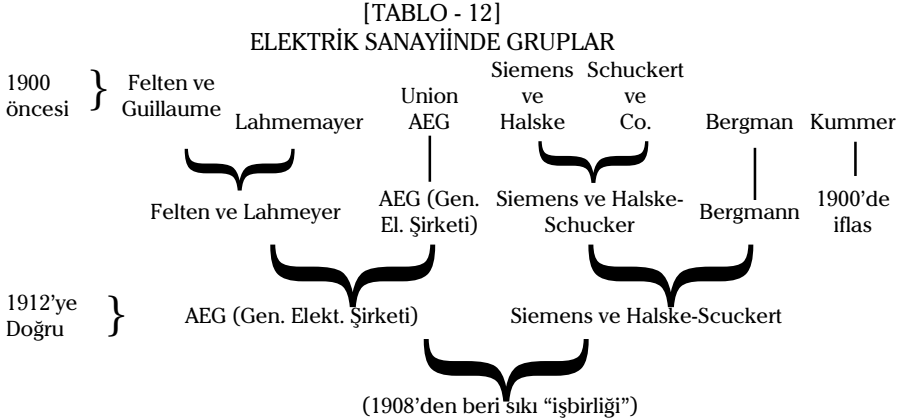 [TABLO - 12]
ELEKTRİK SANAYİİNDE GRUPLAR
1900
öncesi
}
Felten ve
Guillaume
Lahmemayer
Union
AEG
Siemens
ve
Halske
Schuckert
ve
Co.
Bergman
Kummer
Felten ve Lahmeyer
AEG (Gen.
El. Şirketi)
Siemens ve Halske-
Schucker
Bergmann
1900’de
iflas
1912’ye
Doğru
}
AEG (Gen. Elekt. Şirketi)
Siemens ve Halske-Scuckert
(1908’den beri sıkı “işbirliği”)